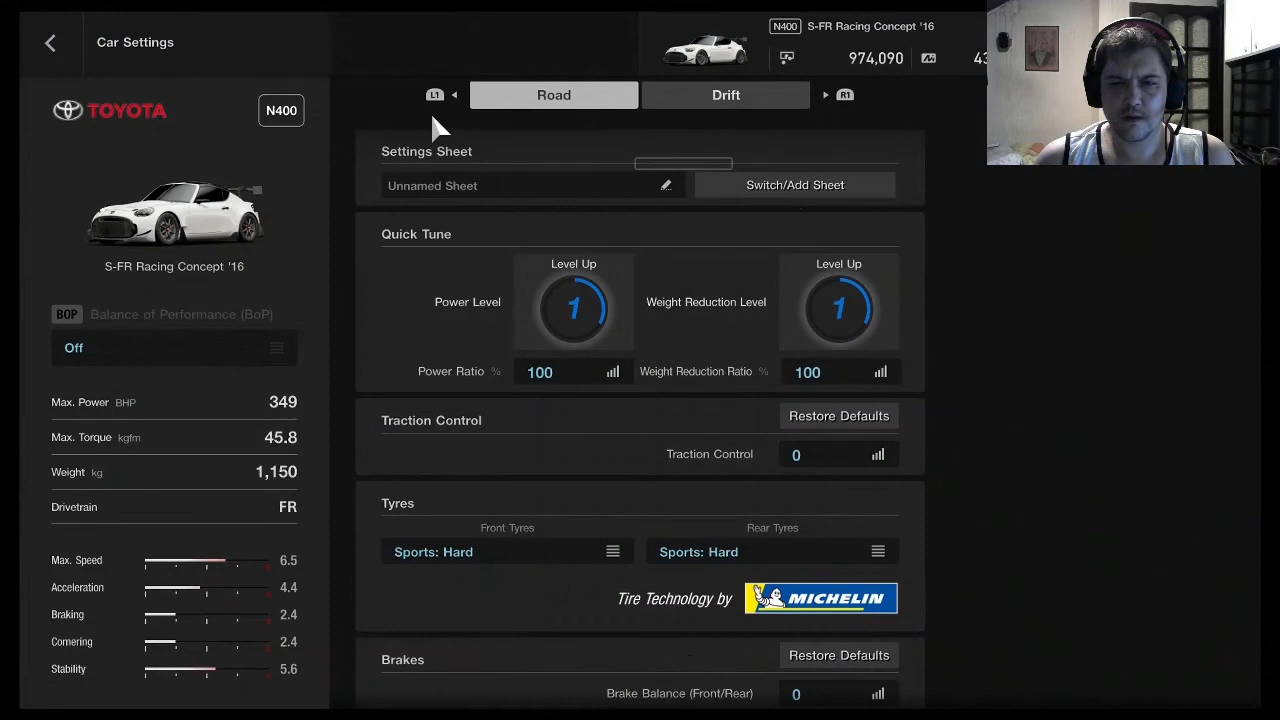 Car Settings
N400 S-FR Racing Concept '16
974,090
L1 Road Drift R1
TOYOTA N400
S-FR Racing Concept '16
BOP Balance of Performance (BoP)
Off
Max. Power BHP 349
Max. Torque kgfm 45.8
Weight kg 1,150
Drivetrain FR
Max. Speed 6.5
Acceleration 4.4
Braking 2.4
Cornering 2.4
Stability 5.6
Settings Sheet
Unnamed Sheet Switch/Add Sheet
Quick Tune
Level Up Level Up
Power Level 1 Weight Reduction Level 1
Power Ratio % 100 Weight Reduction Ratio % 100
Traction Control Restore Defaults
Traction Control 0
Tyres
Front Tyres Rear Tyres
Sports: Hard Sports: Hard
Tire Technology by MICHELIN
Brakes Restore Defaults
Brake Balance (Front/Rear) 0